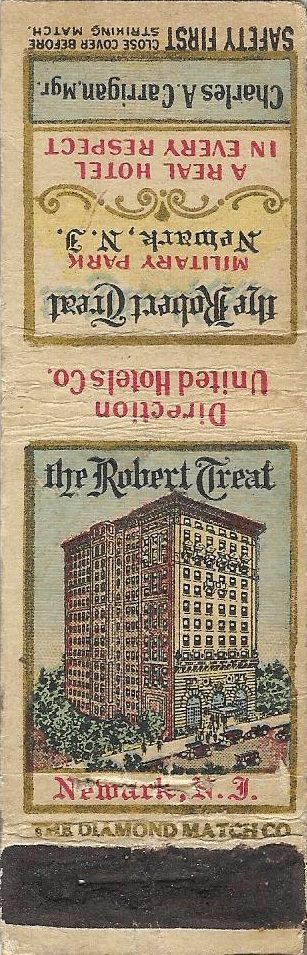 SAFETY FIRST
CLOSE COVER BEFORE
STRIKING MATCH.
Charles A. Carrigan, Mgr.
A REAL HOTEL
IN EVERY RESPECT
the Robert Treat
MILITARY PARK
Newark, N.J.
Direction
United Hotels Co.
the Robert Treat
Newark, N.J.
THE DIAMOND MATCH CO